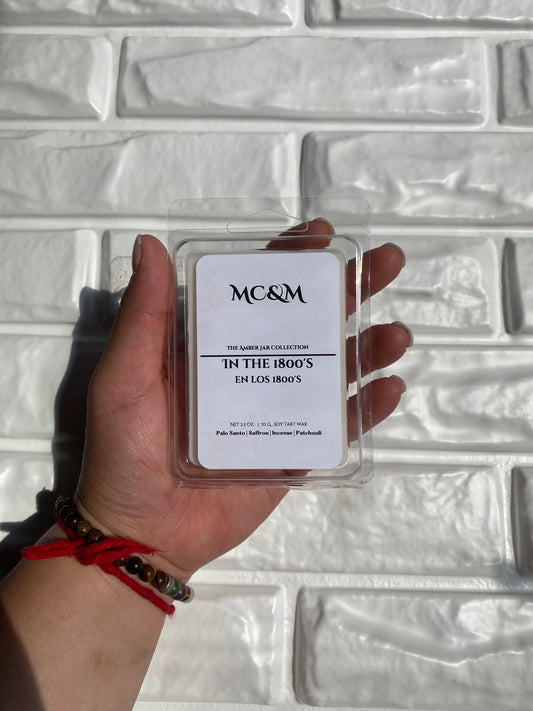 MC&M
THE AMBER JAR COLLECTION
IN THE 1800'S
EN LOS 1800'S
NET 2.5 OZ. | 70 G, SOY TART WAX
Palo Santo | Saffron | Incense | Patchouli